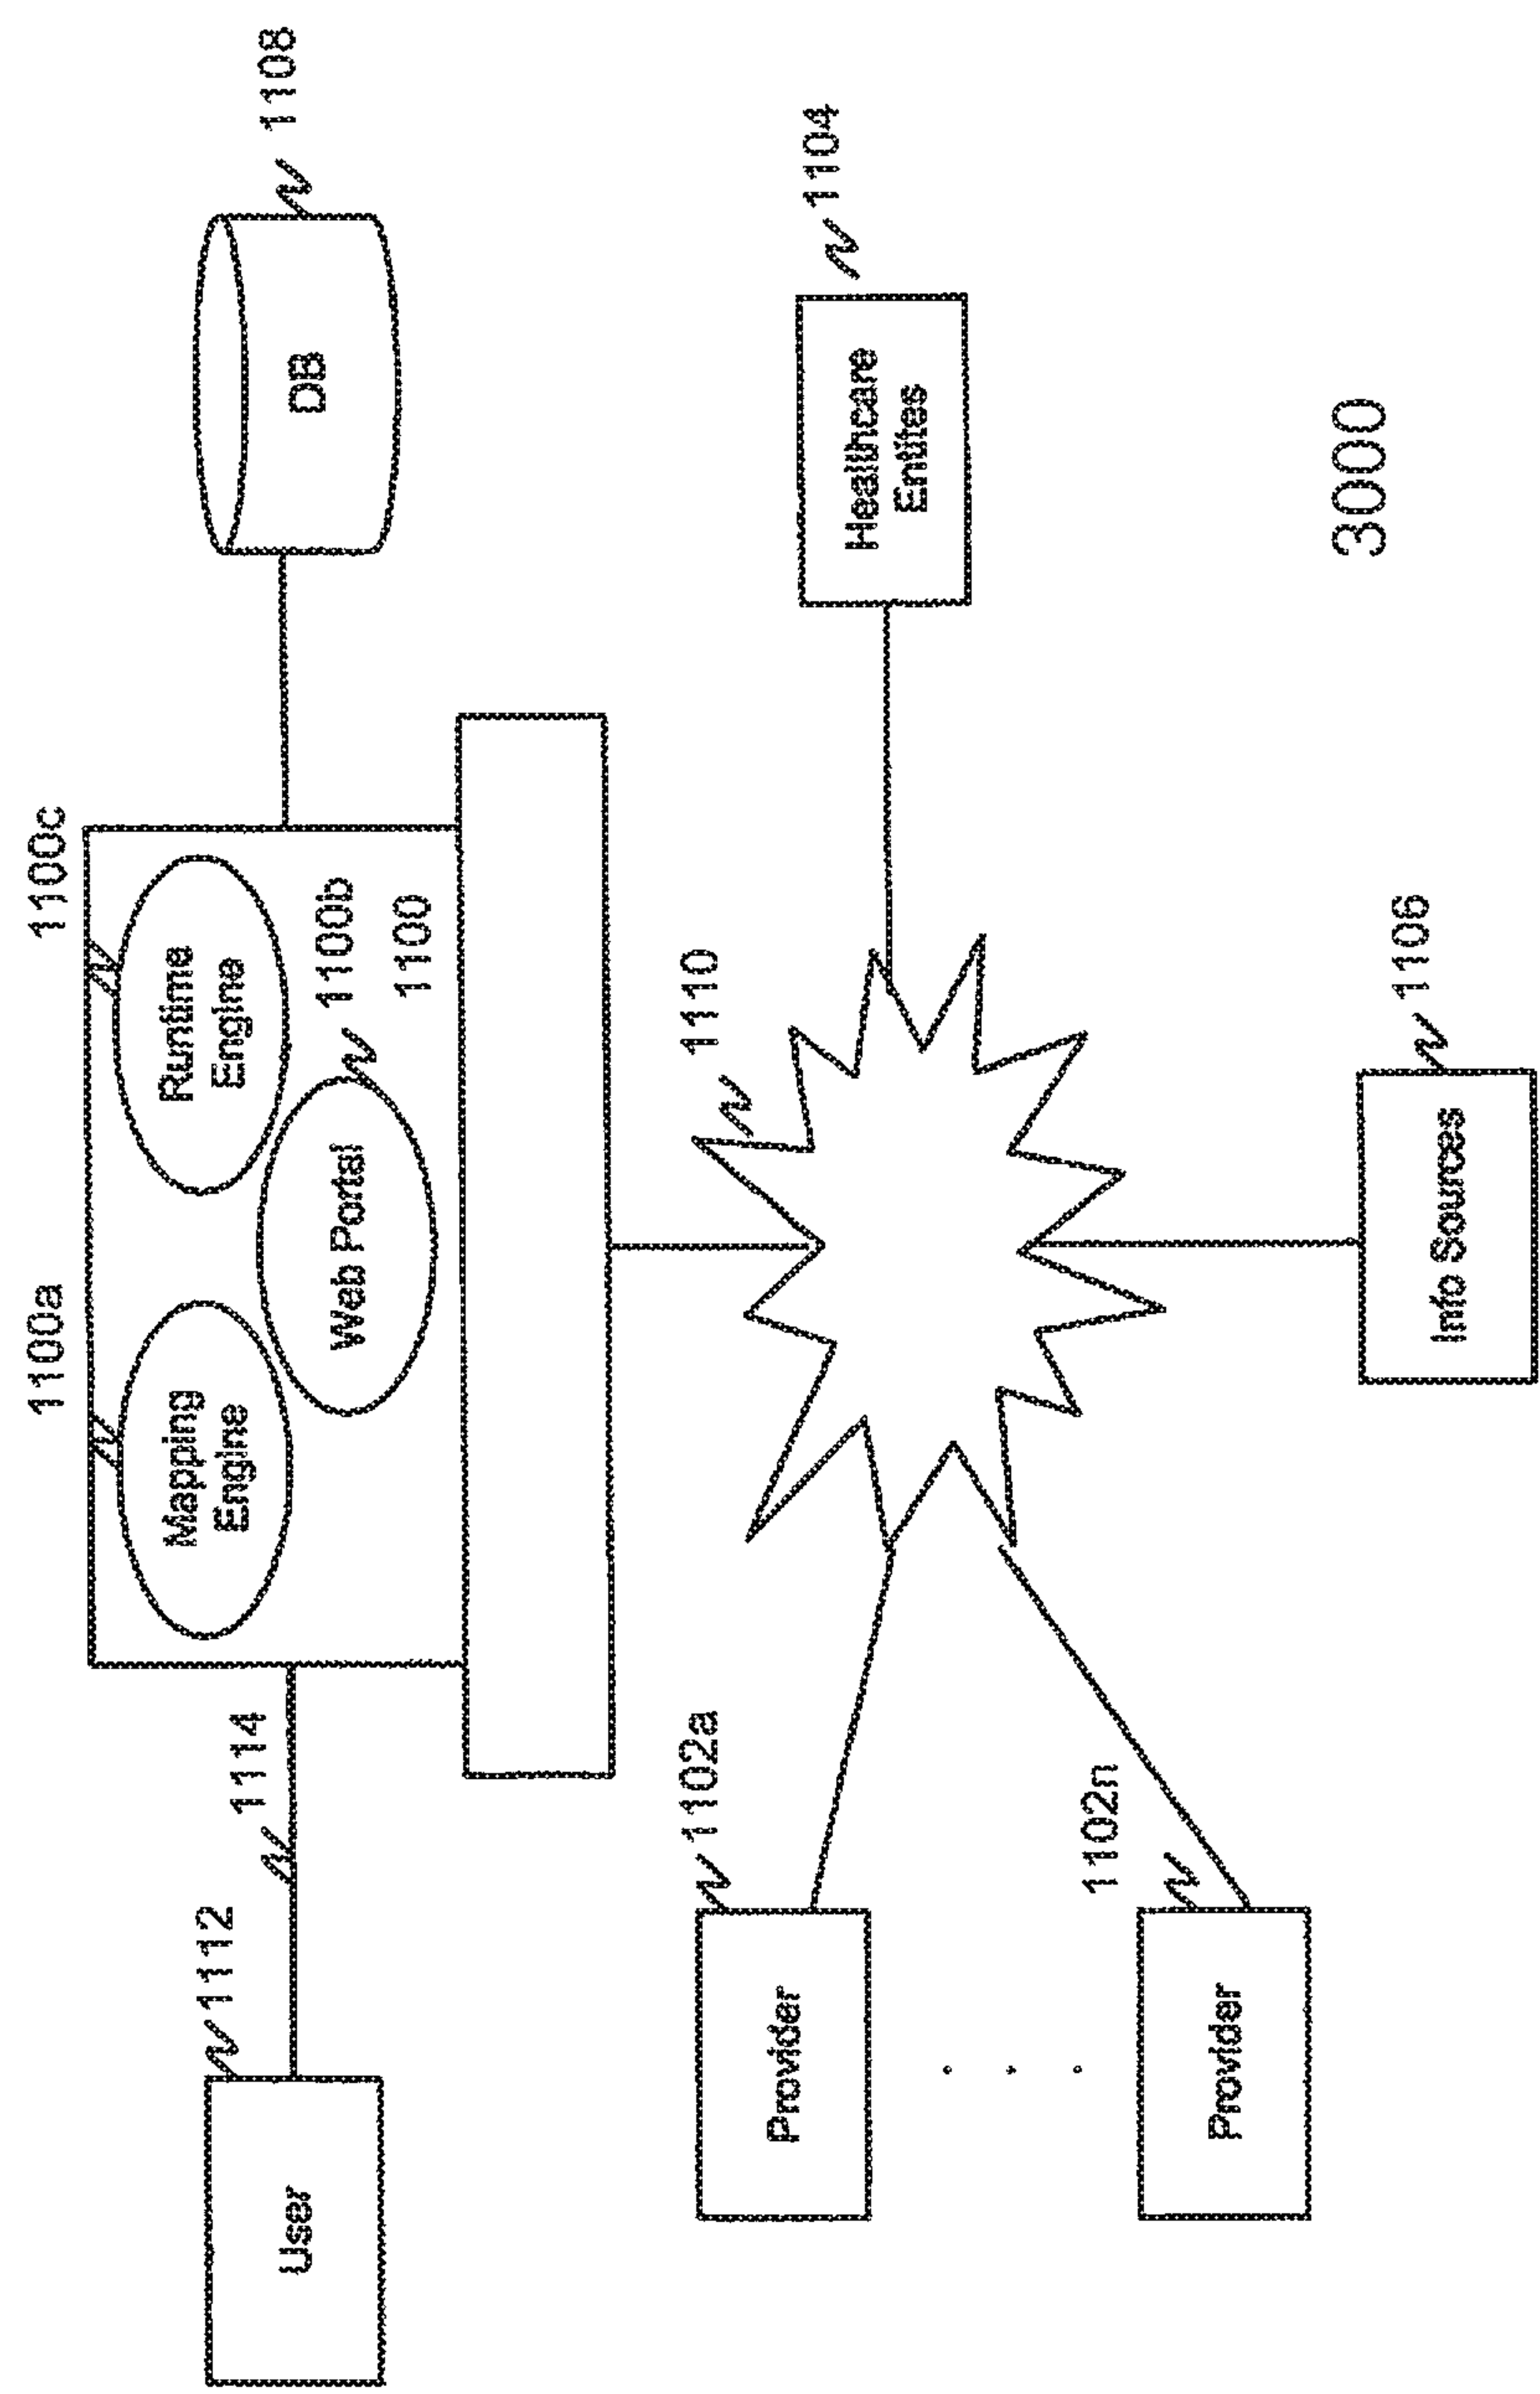 1100a
1100c
Mapping
Engine
Runtime
Engine
Web Portal
1100b
1100
1108
DB
1112
1114
User
1110
1104
Healthcare
Entites
1102a
Provider
1102n
Provider
1106
Info Sources
3000